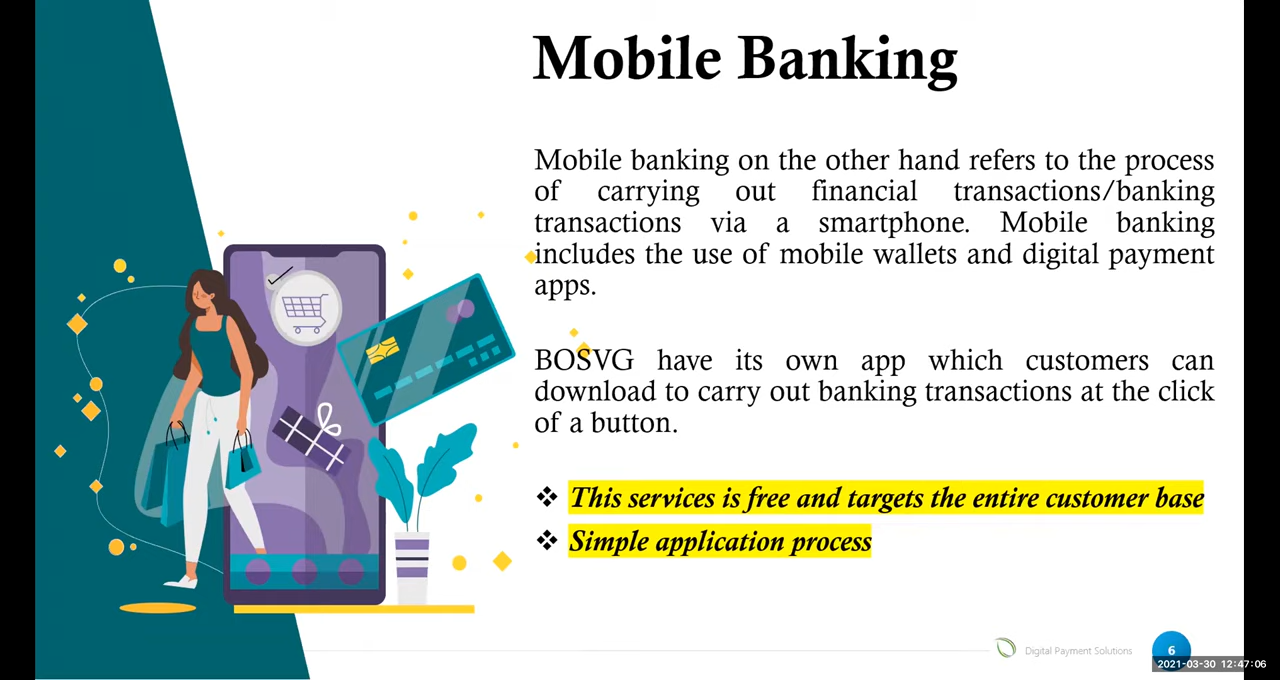 Mobile Banking
Mobile banking on the other hand refers to the process
of carrying out financial transactions/banking
transactions via a smartphone. Mobile banking
includes the use of mobile wallets and digital payment
apps.
BOSVG have its own app which customers can
download to carry out banking transactions at the click
of a button.
❖ This services is free and targets the entire customer base
❖ Simple application process
Digital Payment Solutions
6
2021-03-30 12:47:06